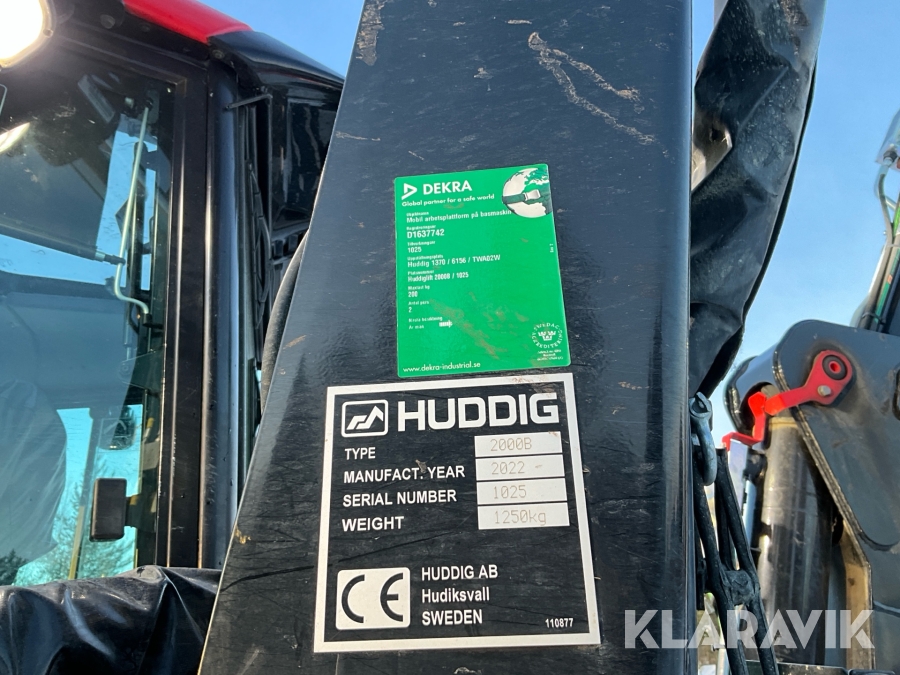 DEKRA
Global partner for a safe world
Mobil arbetsplattform på basmaskin
D1637742
1025
Huddig 1370 / 6156 / TWA02W
Huddiglift 2000B / 1025
200
2
www.dekra-industrial.se
HUDDIG
TYPE 2000B
MANUFACT. YEAR 2022 -
SERIAL NUMBER 1025
WEIGHT 1250kg
CE
HUDDIG AB
Hudiksvall
SWEDEN
110877
KLARAVIK